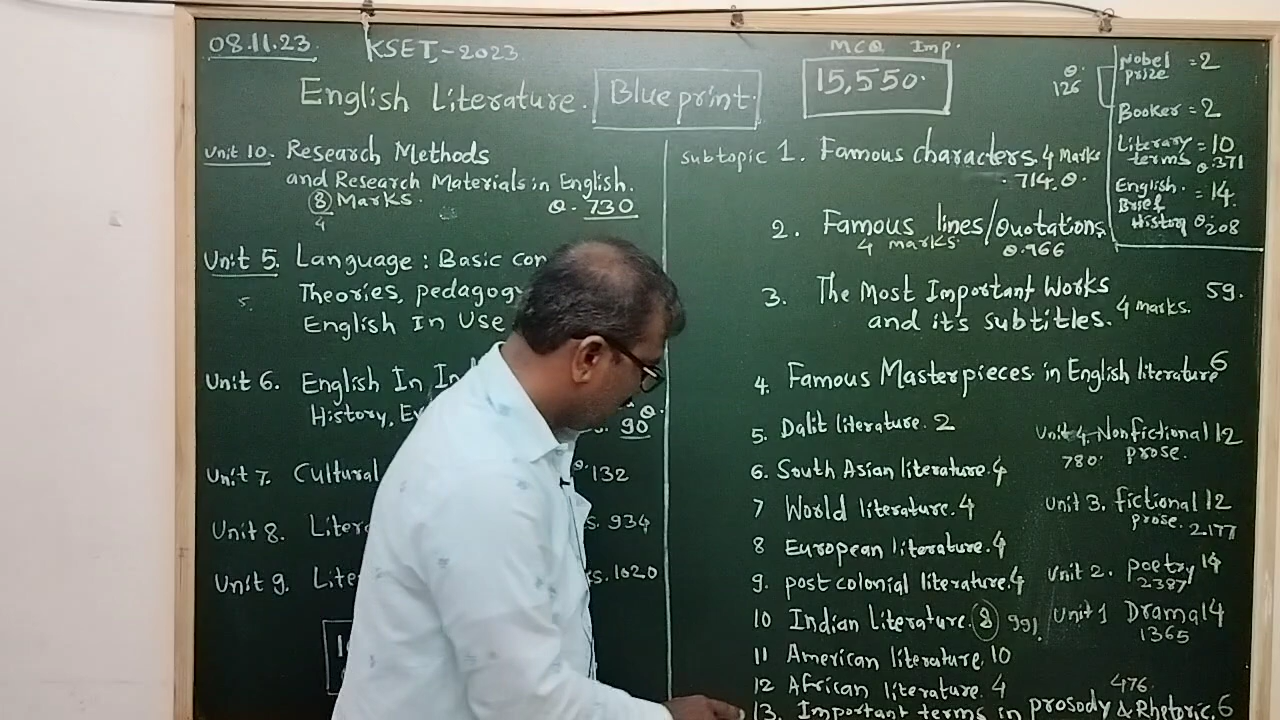 08.11.23
KSET,-2023
MCQ Imp.
15,550.
English Literature. Blue print.
Unit 10. Research Methods
and Research Materials in English.
8 Marks.
4
θ. 730
Unit 5. Language : Basic
Theories,
English In Use
Unit 6. English In
History,
θ.
90
Unit 7. Cultural
θ. 132
Unit 8.
934
Unit 9.
1020
subtopic 1. Famous characters. 4 Marks
714. θ.
2. Famous lines/Quotations
4 marks. θ.966
3. The Most Important Works
and its subtitles. 4 marks.
59.
4. Famous Masterpieces in English literature 6
5. Dalit literature. 2
6. South Asian literature. 4
7 World literature. 4
8 European literature. 4
9. post colonial literature. 4
10 Indian Literature. 8 991.
11 American literature. 10
12 African literature. 4
476.
13. Important terms in prosody & Rhetoric. 6
θ.
126
Nobel = 2
prize
Booker = 2
Literary = 10
terms θ.371
English. = 14.
Brief
History θ.208
Unit 4. Nonfictional 12
780. prose.
Unit 3. fictional 12
prose. 2177
Unit 2. poetry 14
2387
Unit 1 Drama 14
1365